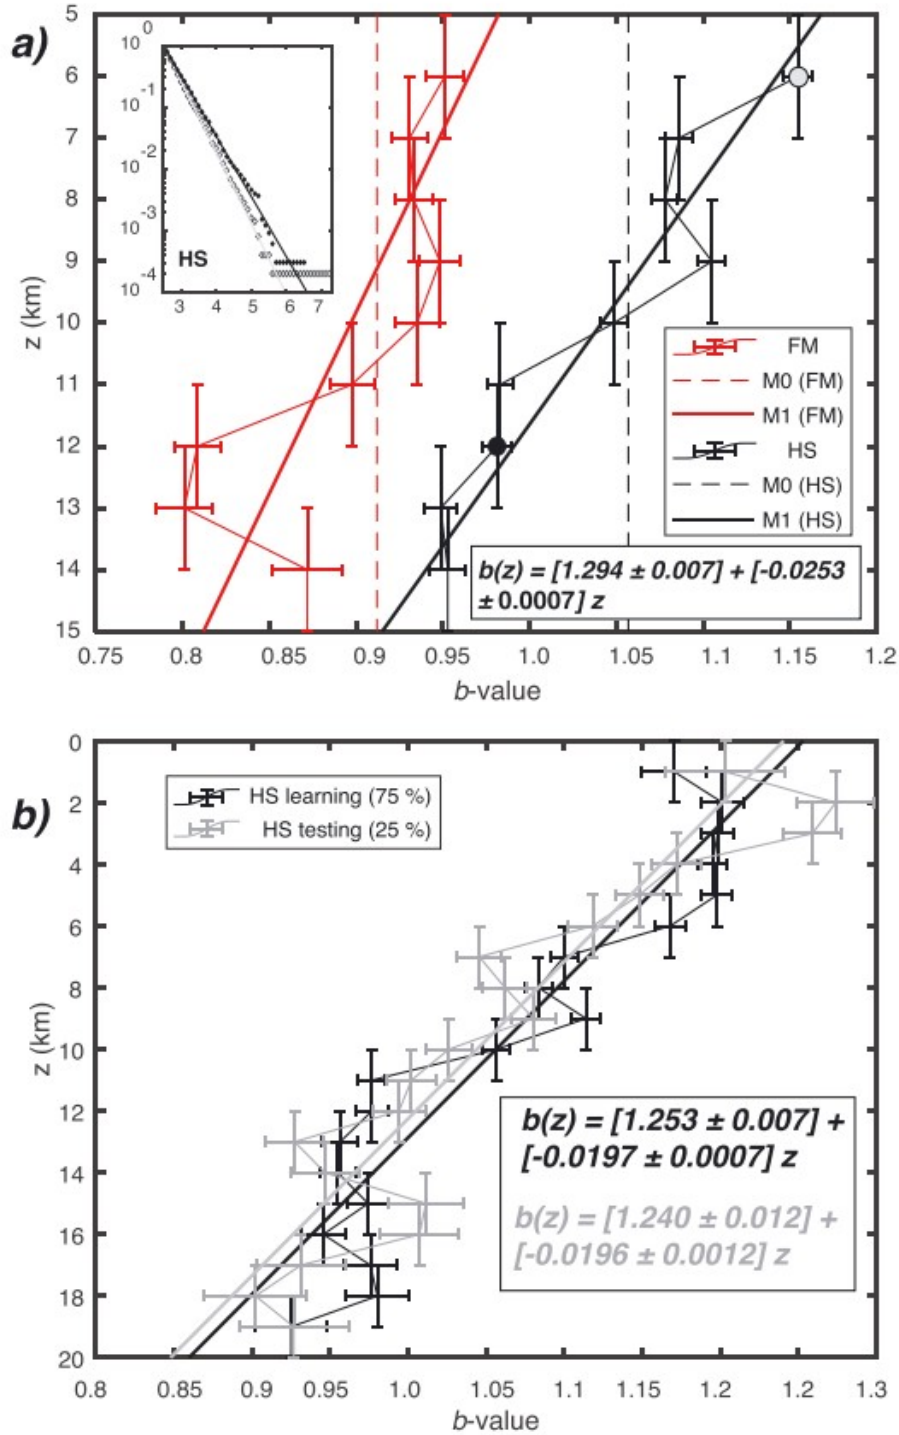 a)
5
6
7
8
9
10
11
12
13
14
15
z (km)
10 0
10 -1
10 -2
10 -3
10 -4
HS
3 4 5 6 7
FM
M0 (FM)
M1 (FM)
HS
M0 (HS)
M1 (HS)
b(z) = [1.294 ± 0.007] + [-0.0253
± 0.0007] z
0.75 0.8 0.85 0.9 0.95 1.0 1.05 1.1 1.15 1.2
b-value
b)
0
2
4
6
8
10
12
14
16
18
20
z (km)
HS learning (75 %)
HS testing (25 %)
b(z) = [1.253 ± 0.007] +
[-0.0197 ± 0.0007] z
b(z) = [1.240 ± 0.012] +
[-0.0196 ± 0.0012] z
0.8 0.85 0.9 0.95 1.0 1.05 1.1 1.15 1.2 1.2 1.3
b-value